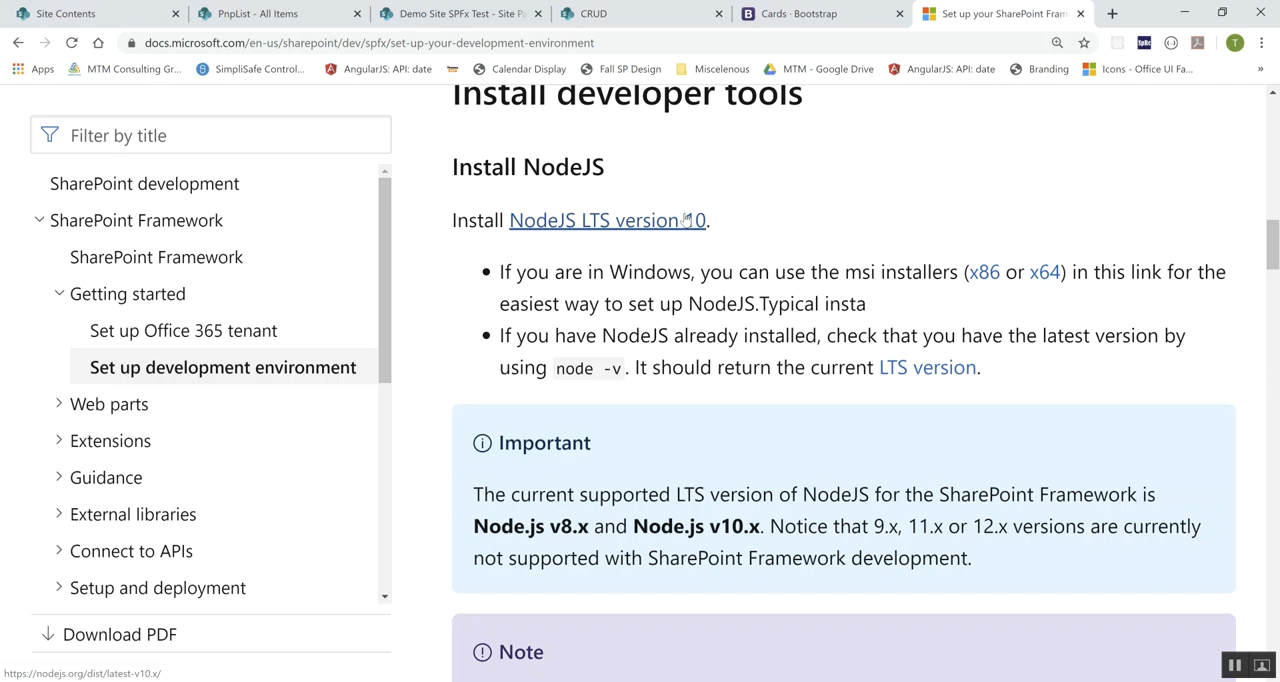 Site Contents
PnpList - All Items
Demo Site SPFx Test - Site Pa
CRUD
Cards · Bootstrap
Set up your SharePoint Fram
docs.microsoft.com/en-us/sharepoint/dev/spfx/set-up-your-development-environment
T
Apps
MTM Consulting Gr...
SimpliSafe Control...
AngularJS: API: date
Calendar Display
Fall SP Design
Miscelenous
MTM - Google Drive
AngularJS: API: date
Branding
Icons - Office UI Fa...
»
Install developer tools
Filter by title
SharePoint development
SharePoint Framework
SharePoint Framework
Getting started
Set up Office 365 tenant
Set up development environment
Web parts
Extensions
Guidance
External libraries
Connect to APIs
Setup and deployment
Download PDF
Install NodeJS
Install NodeJS LTS version 10.
If you are in Windows, you can use the msi installers (x86 or x64) in this link for the
easiest way to set up NodeJS.Typical insta
If you have NodeJS already installed, check that you have the latest version by
using node -v. It should return the current LTS version.
Important
The current supported LTS version of NodeJS for the SharePoint Framework is
Node.js v8.x and Node.js v10.x. Notice that 9.x, 11.x or 12.x versions are currently
not supported with SharePoint Framework development.
Note
https://nodejs.org/dist/latest-v10.x/